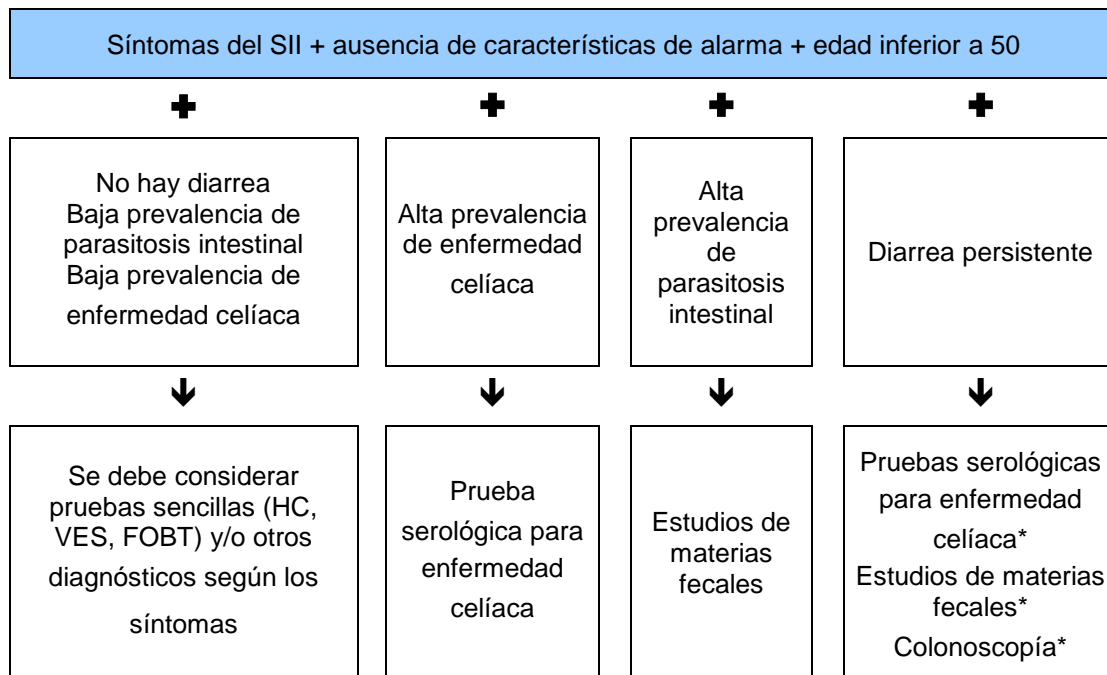 Síntomas del SII + ausencia de características de alarma + edad inferior a 50
No hay diarrea
Baja prevalencia de
parasitosis intestinal
Baja prevalencia de
enfermedad celíaca
Alta prevalencia
de enfermedad
celíaca
Alta
prevalencia
de
parasitosis
intestinal
Diarrea persistente
Se debe considerar
pruebas sencillas (HC,
VES, FOBT) y/o otros
diagnósticos según los
síntomas
Prueba
serológica para
enfermedad
celíaca
Estudios de
materias
fecales
Pruebas serológicas
para enfermedad
celíaca*
Estudios de materias
fecales*
Colonoscopía*